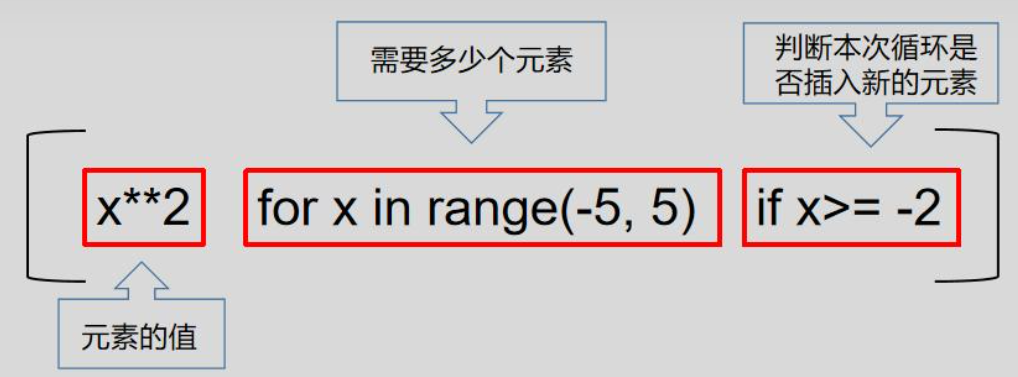 需要多少个元素
判断本次循环是
否插入新的元素
x**2 for x in range(-5, 5) if x>= -2
元素的值